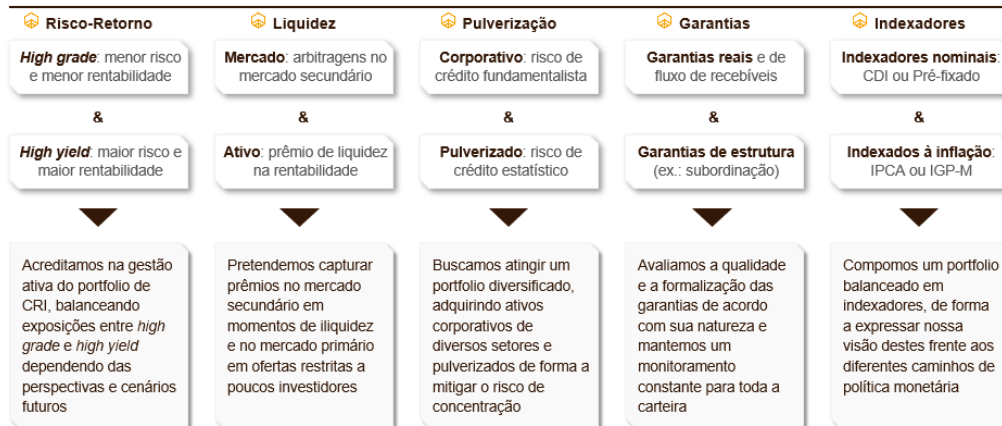 Risco-Retorno
High grade: menor risco
e menor rentabilidade
&
High yield: maior risco e
maior rentabilidade
Acreditamos na gestão
ativa do portfolio de
CRI, balanceando
exposições entre high
grade e high yield
dependendo das
perspectivas e cenários
futuros
Liquidez
Mercado: arbitragens no
mercado secundário
&
Ativo: prêmio de liquidez
na rentabilidade
Pretendemos capturar
prêmios no mercado
secundário em
momentos de iliquidez
e no mercado primário
em ofertas restritas a
poucos investidores
Pulverização
Corporativo: risco de
crédito fundamentalista
&
Pulverizado: risco de
crédito estatístico
Buscamos atingir um
portfolio diversificado,
adquirindo ativos
corporativos de
diversos setores e
pulverizados de forma a
mitigar o risco de
concentração
Garantias
Garantias reais e de
fluxo de recebíveis
&
Garantias de estrutura
(ex.: subordinação)
Avaliamos a qualidade
e a formalização das
garantias de acordo
com sua natureza e
mantemos um
monitoramento
constante para toda a
carteira
Indexadores
Indexadores nominais:
CDI ou Pré-fixado
&
Indexados à inflação:
IPCA ou IGP-M
Compomos um portfolio
balanceado em
indexadores, de forma
a expressar nossa
visão destes frente aos
diferentes caminhos de
política monetária